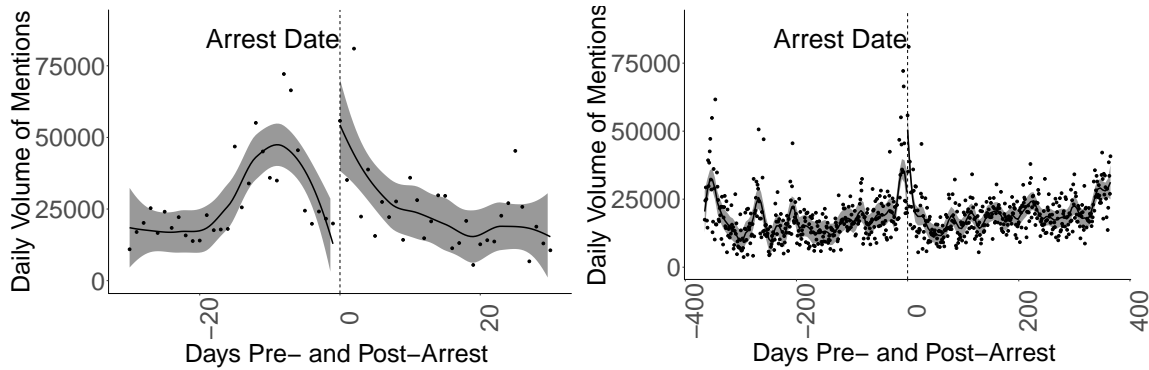 Daily Volume of Mentions
Arrest Date
75000
50000
25000
0
−20
0
20
Days Pre− and Post−Arrest
Daily Volume of Mentions
Arrest Date
75000
50000
25000
0
−400
−200
0
200
400
Days Pre− and Post−Arrest